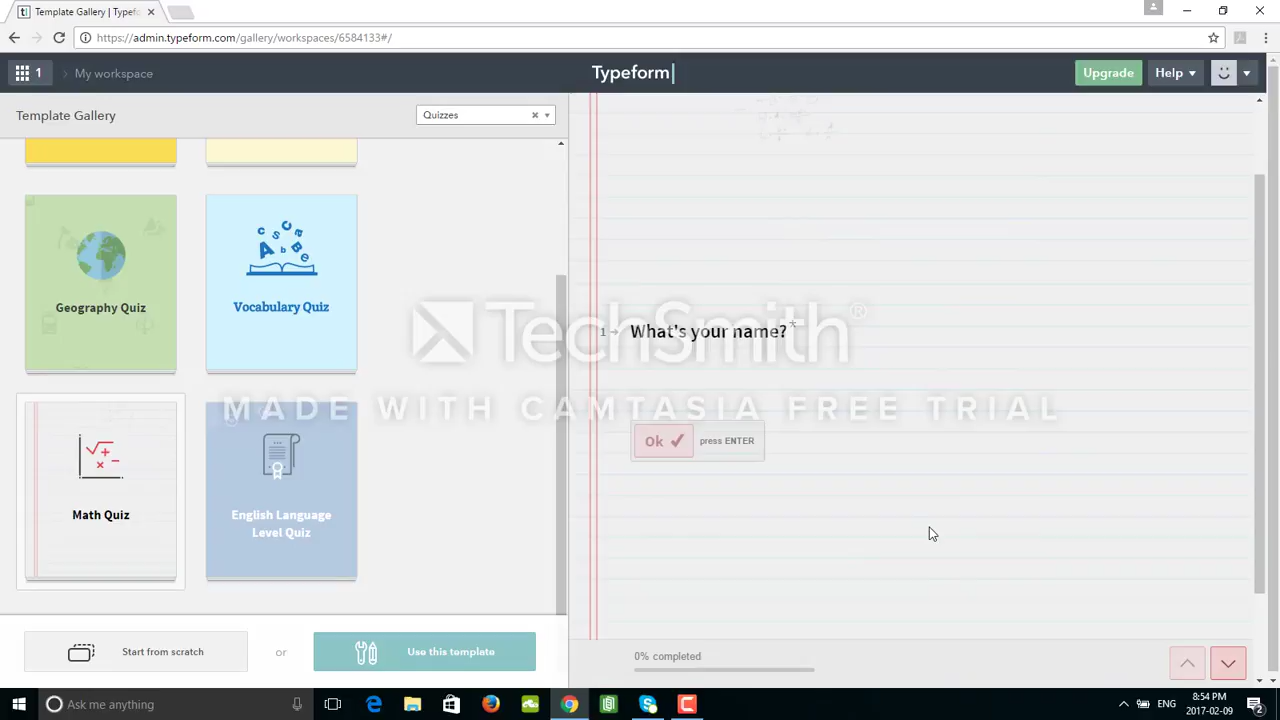 Template Gallery | Typef
https://admin.typeform.com/gallery/workspaces/6584133#/
1
My workspace
Typeform
Upgrade
Help
Template Gallery
Quizzes
Geography Quiz
Vocabulary Quiz
Math Quiz
English Language
Level Quiz
Start from scratch
or
Use this template
1
What's your name?*
Ok
press ENTER
0% completed
TechSmith®
MADE WITH CAMTASIA FREE TRIAL
Ask me anything
ENG
8:54 PM
2017-02-09
2